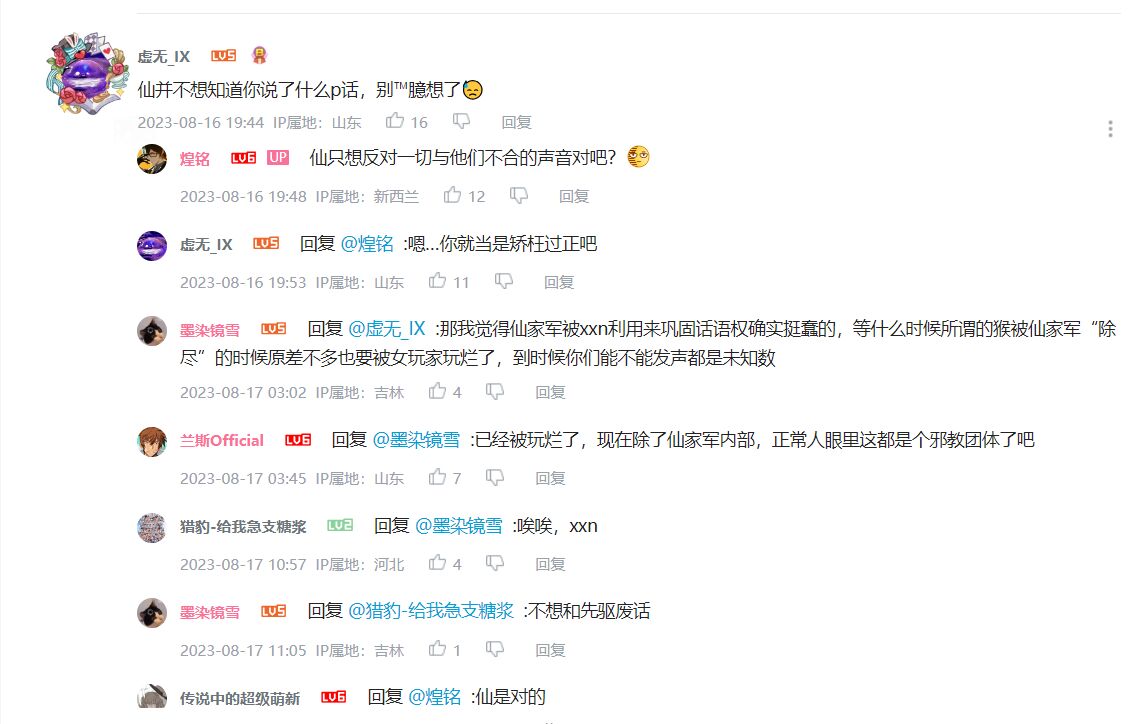 虚无_IX LV5
仙并不想知道你说了什么p话，别™臆想了
2023-08-16 19:44 IP属地：山东 16 回复
煌铭 LV6 UP 仙只想反对一切与他们不合的声音对吧？
2023-08-16 19:48 IP属地：新西兰 12 回复
虚无_IX LV5 回复 @煌铭 :嗯...你就当是矫枉过正吧
2023-08-16 19:53 IP属地：山东 11 回复
墨染镜雪 LV5 回复 @虚无_IX :那我觉得仙家军被xxn利用来巩固话语权确实挺蠢的，等什么时候所谓的猴被仙家军“除
尽”的时候原差不多也要被女玩家玩烂了，到时候你们能不能发声都是未知数
2023-08-17 03:02 IP属地：吉林 4 回复
兰斯Official LV6 回复 @墨染镜雪 :已经被玩烂了，现在除了仙家军内部，正常人眼里这都是个邪教团体了吧
2023-08-17 03:45 IP属地：山东 7 回复
猎豹-给我急支糖浆 LV2 回复 @墨染镜雪 :唉唉，xxn
2023-08-17 10:57 IP属地：河北 4 回复
墨染镜雪 LV5 回复 @猎豹-给我急支糖浆 :不想和先驱废话
2023-08-17 11:05 IP属地：吉林 1 回复
传说中的超级萌新 LV6 回复 @煌铭 :仙是对的